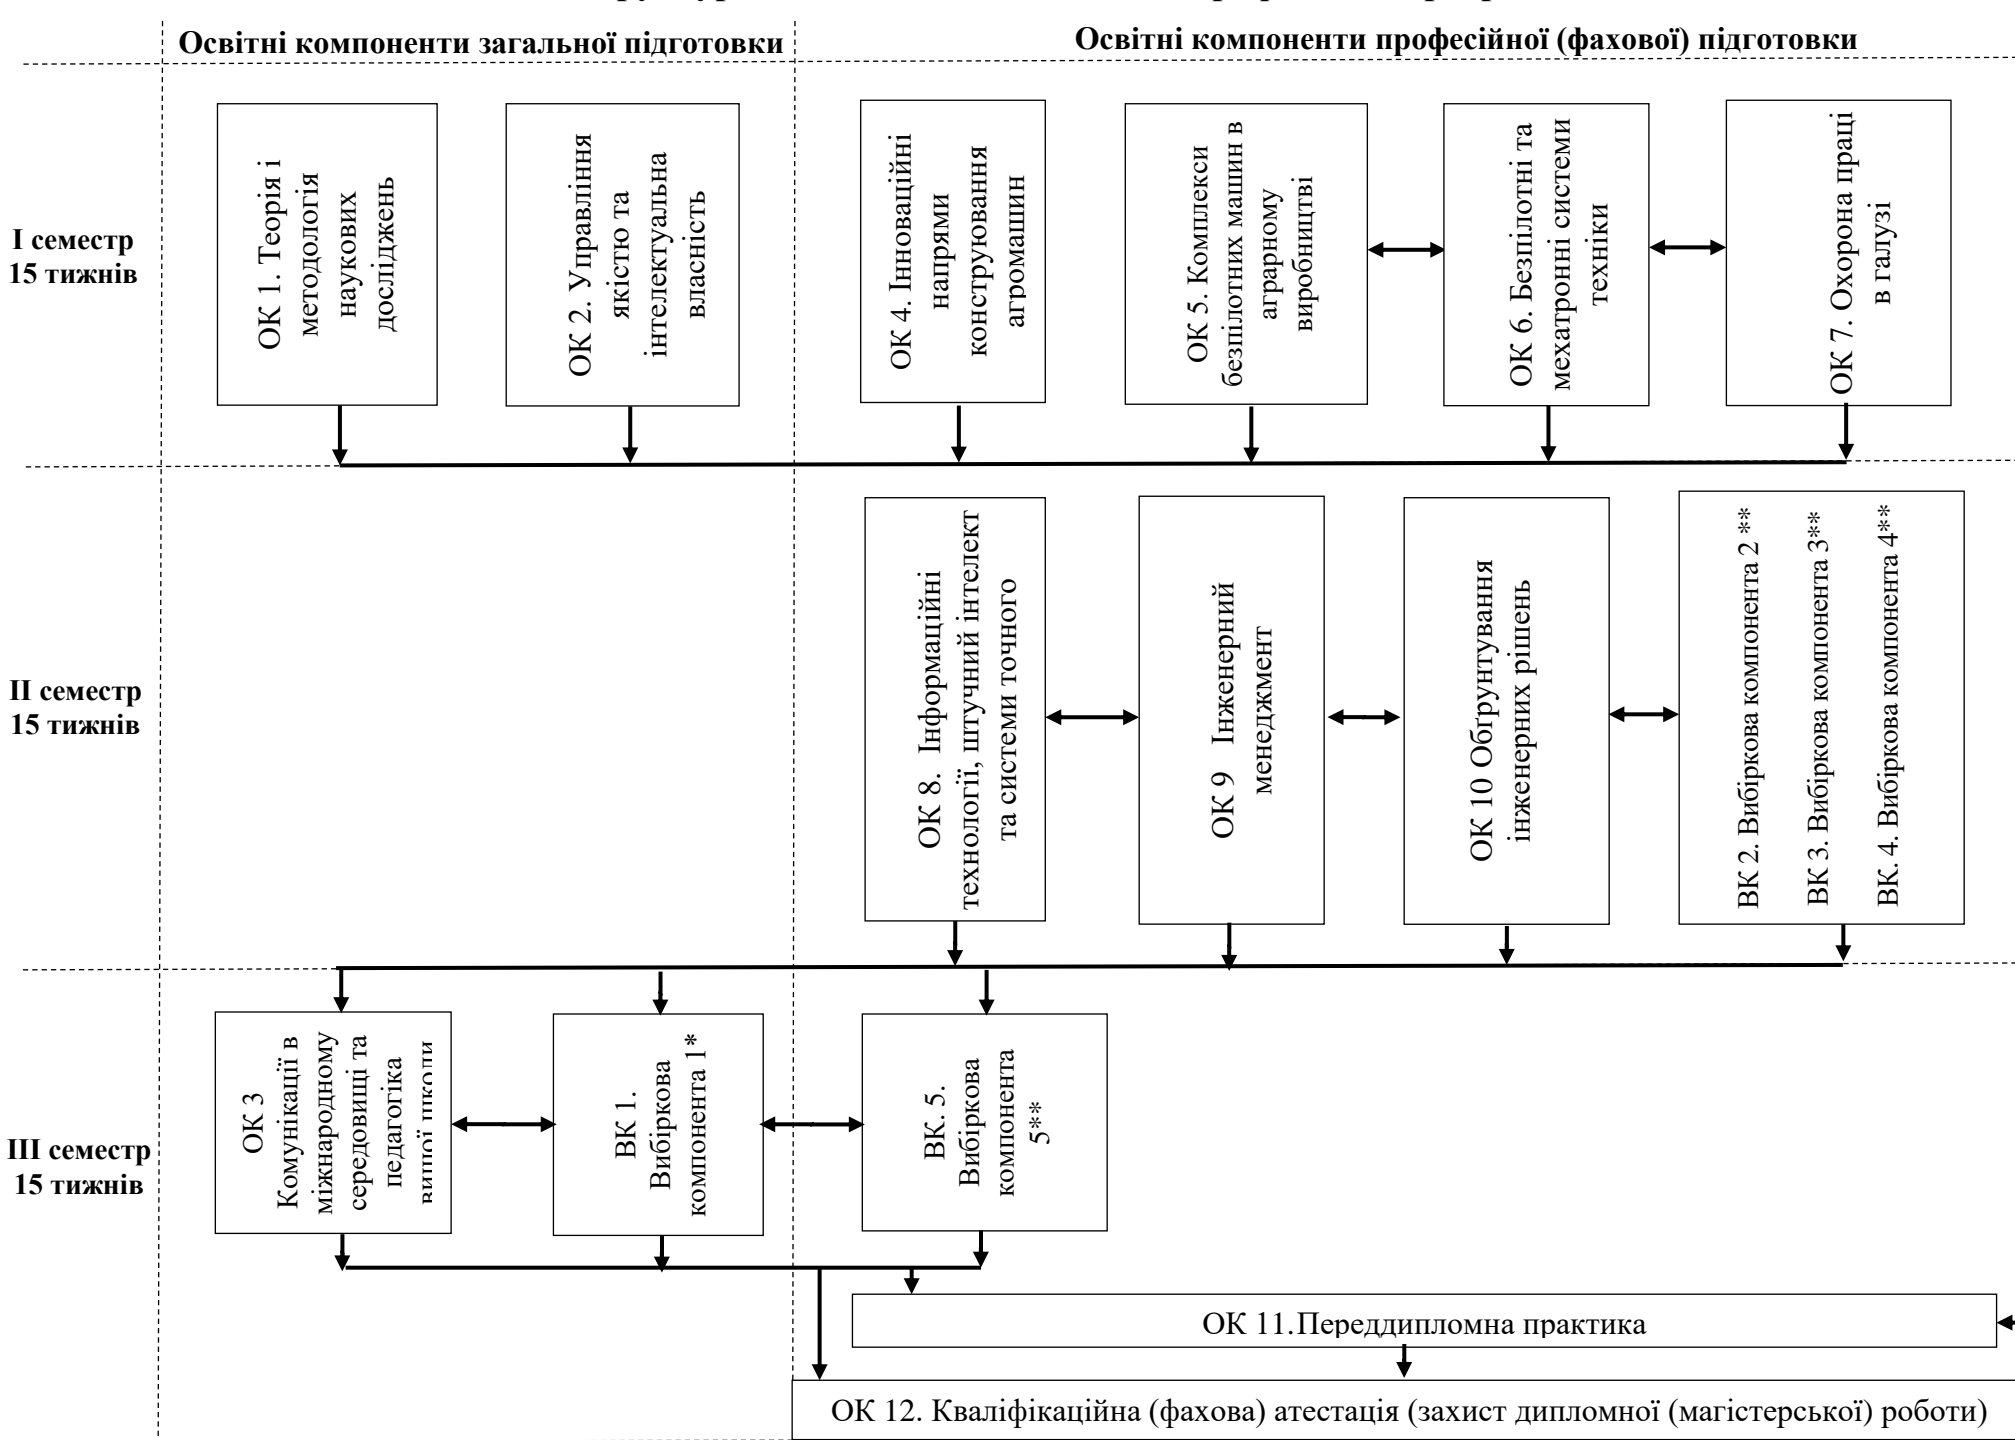 Освітні компоненти загальної підготовки
Освітні компоненти професійної (фахової) підготовки
І семестр
15 тижнів
ОК 1. Теорія і
методологія
наукових
досліджень
ОК 2. Управління
якістю та
інтелектуальна
власність
ОК 4. Інноваційні
напрями
конструювання
агромашин
ОК 5. Комплекси
безпілотних машин в
аграрному
виробництві
ОК 6. Безпілотні та
мехатронні системи
техніки
ОК 7. Охорона праці
в галузі
ІІ семестр
15 тижнів
ОК 8. Інформаційні
технології, штучний інтелект
та системи точного
ОК 9 Інженерний
менеджмент
ОК 10 Обґрунтування
інженерних рішень
ВК 2. Вибіркова компонента 2 **
ВК 3. Вибіркова компонента 3**
ВК. 4. Вибіркова компонента 4**
ІІІ семестр
15 тижнів
ОК 3
Комунікації в
міжнародному
середовищі та
педагогіка
вищої школи
ВК 1.
Вибіркова
компонента 1*
ВК. 5.
Вибіркова
компонента
5**
ОК 11.Переддипломна практика
ОК 12. Кваліфікаційна (фахова) атестація (захист дипломної (магістерської) роботи)